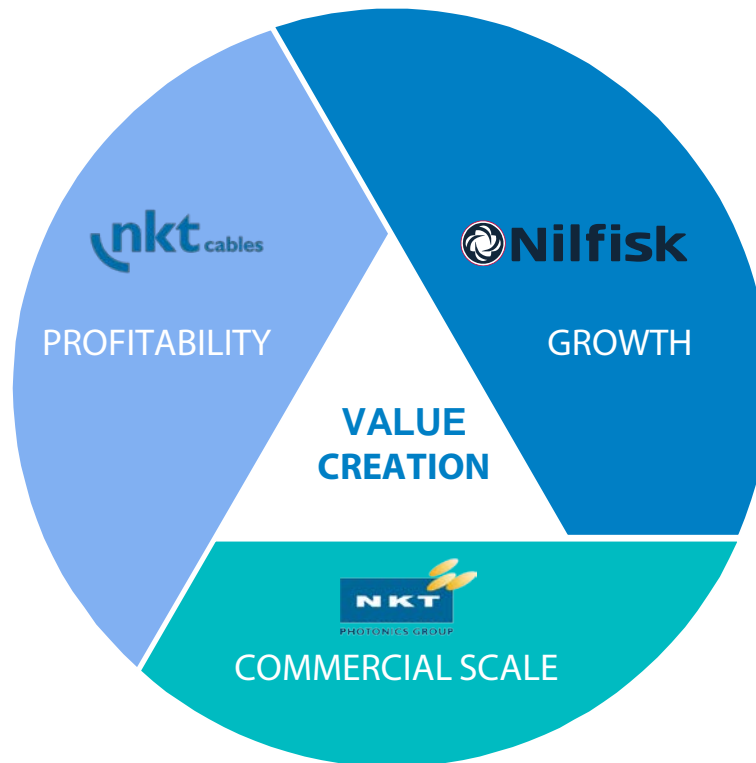 nkt cables
PROFITABILITY
Nilfisk
GROWTH
VALUE
CREATION
NKT
PHOTONICS GROUP
COMMERCIAL SCALE